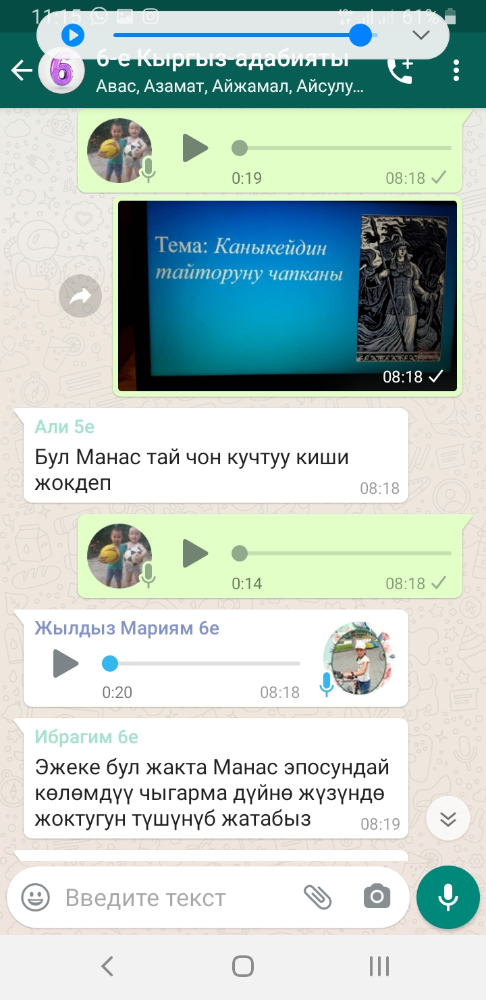 11:15
4G+
61%
6-е Кыргыз-адабияты
Авас, Азамат, Айжамал, Айсулу...
0:19
08:18
Тема: Каныкейдин
тайторуну чапканы
08:18
Али 5е
Бул Манас тай чон кучтуу киши
жокдеп
08:18
0:14
08:18
Жылдыз Мариям 6е
0:20
08:18
Ибрагим 6е
Эжеке бул жакта Манас эпосундай
көлөмдүү чыгарма дүйнө жүзүндө
жоктугун түшүнүб жатабыз
08:19
Введите текст